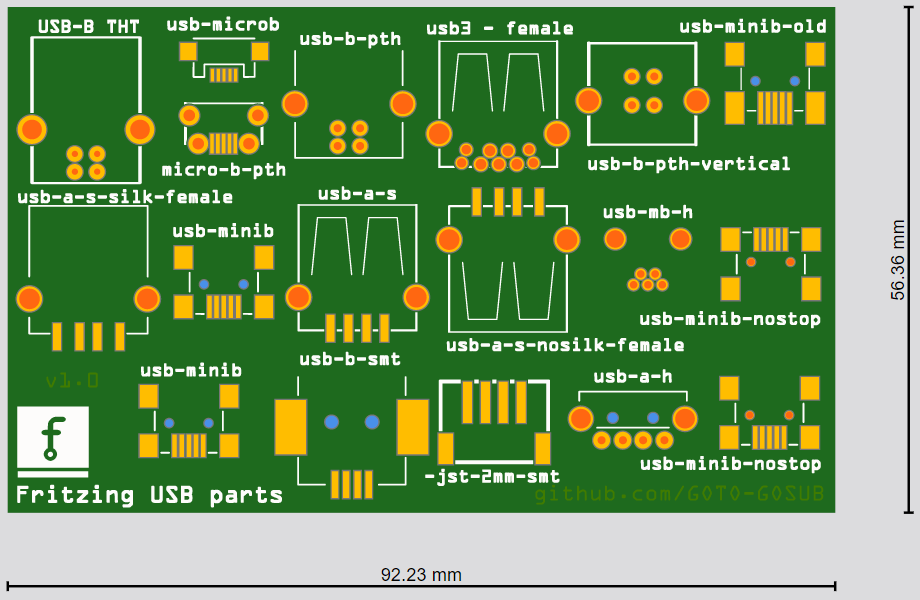 USB-B THT
usb-microb
usb-b-pth
usb3 - female
usb-minib-old
micro-b-pth
usb-b-pth-vertical
usb-a-s-silk-female
usb-minib
usb-a-s
usb-mb-h
usb-minib-nostop
usb-a-s-nosilk-female
usb-b-smt
v1.0
usb-minib
usb-a-h
usb-minib-nostop
-jst-2mm-smt
f
Fritzing USB parts
github.com/GOTO-GOSUB
56.36 mm
92.23 mm